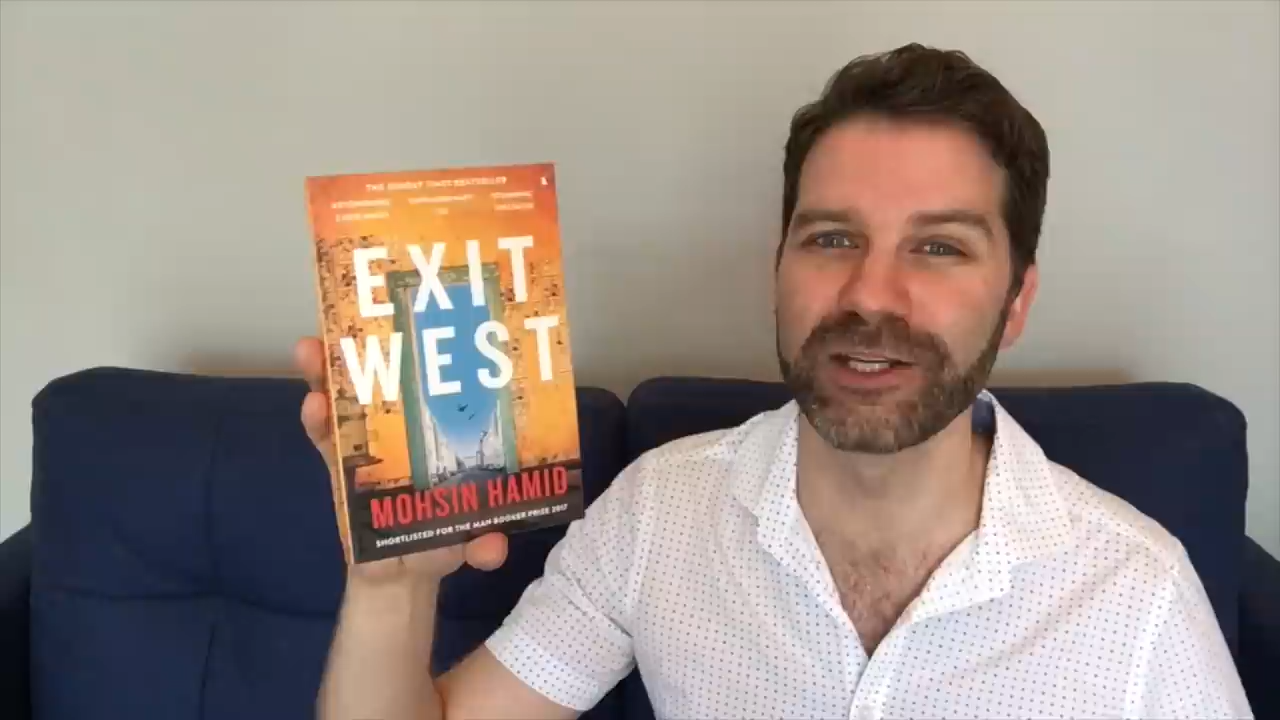 THE SUNDAY TIMES BESTSELLER
EXIT
WEST
MOHSIN HAMID
SHORTLISTED FOR THE MAN BOOKER PRIZE 2017